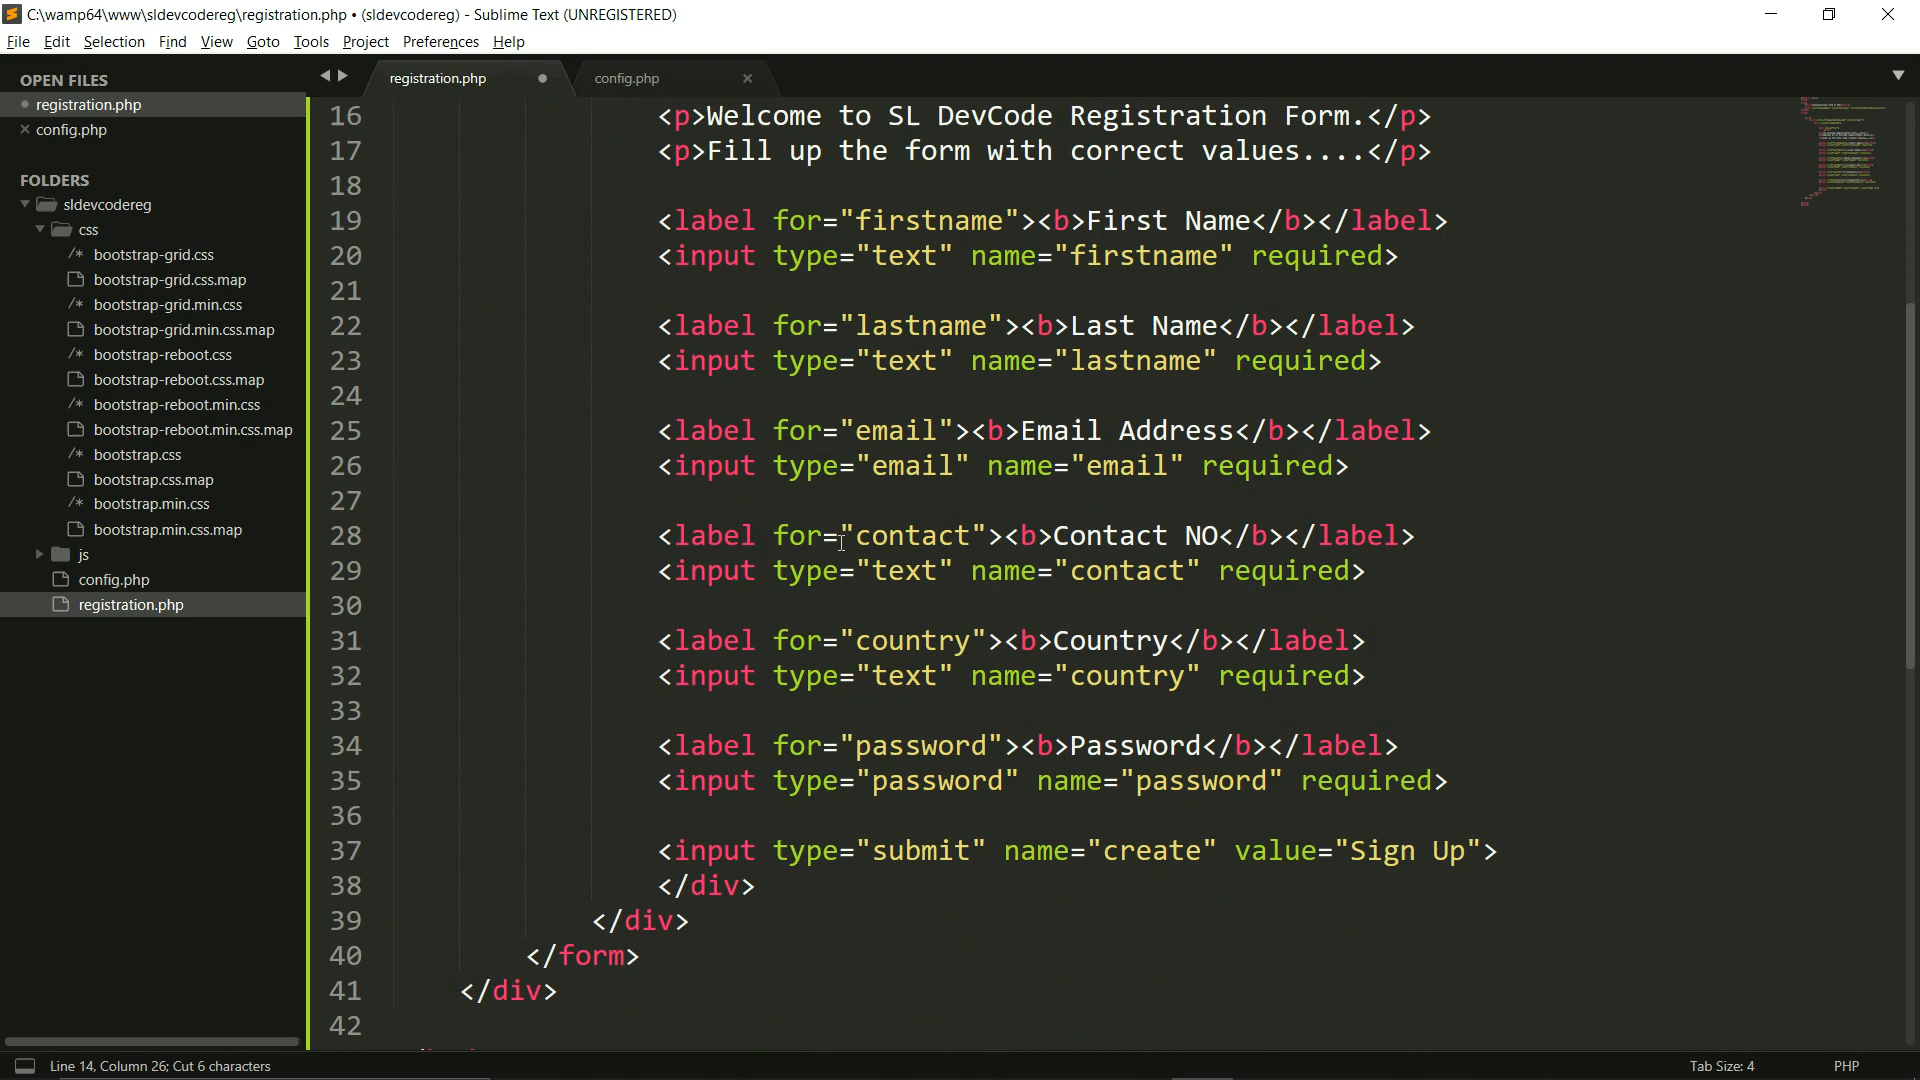 C:\wamp64\www\sldevcodereg\registration.php • (sldevcodereg) - Sublime Text (UNREGISTERED)
File Edit Selection Find View Goto Tools Project Preferences Help
OPEN FILES
registration.php
config.php
FOLDERS
sldevcodereg
css
/* bootstrap-grid.css
bootstrap-grid.css.map
/* bootstrap-grid.min.css
bootstrap-grid.min.css.map
/* bootstrap-reboot.css
bootstrap-reboot.css.map
/* bootstrap-reboot.min.css
bootstrap-reboot.min.css.map
/* bootstrap.css
bootstrap.css.map
/* bootstrap.min.css
bootstrap.min.css.map
js
config.php
registration.php
registration.php config.php
16 <p>Welcome to SL DevCode Registration Form.</p>
17 <p>Fill up the form with correct values....</p>
18
19 <label for="firstname"><b>First Name</b></label>
20 <input type="text" name="firstname" required>
21
22 <label for="lastname"><b>Last Name</b></label>
23 <input type="text" name="lastname" required>
24
25 <label for="email"><b>Email Address</b></label>
26 <input type="email" name="email" required>
27
28 <label for="contact"><b>Contact NO</b></label>
29 <input type="text" name="contact" required>
30
31 <label for="country"><b>Country</b></label>
32 <input type="text" name="country" required>
33
34 <label for="password"><b>Password</b></label>
35 <input type="password" name="password" required>
36
37 <input type="submit" name="create" value="Sign Up">
38 </div>
39 </div>
40 </form>
41 </div>
42
Line 14, Column 26; Cut 6 characters
Tab Size: 4
PHP